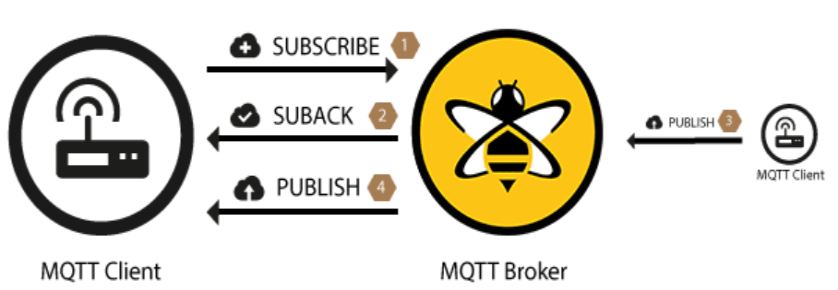 SUBSCRIBE 1
SUBACK 2
PUBLISH 3
MQTT Client
PUBLISH 4
MQTT Client
MQTT Broker